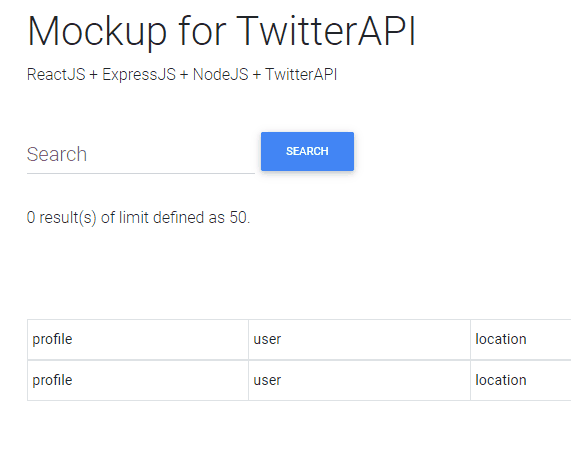 Mockup for TwitterAPI
ReactJS + ExpressJS + NodeJS + TwitterAPI
Search SEARCH
0 result(s) of limit defined as 50.
profile user location
profile user location